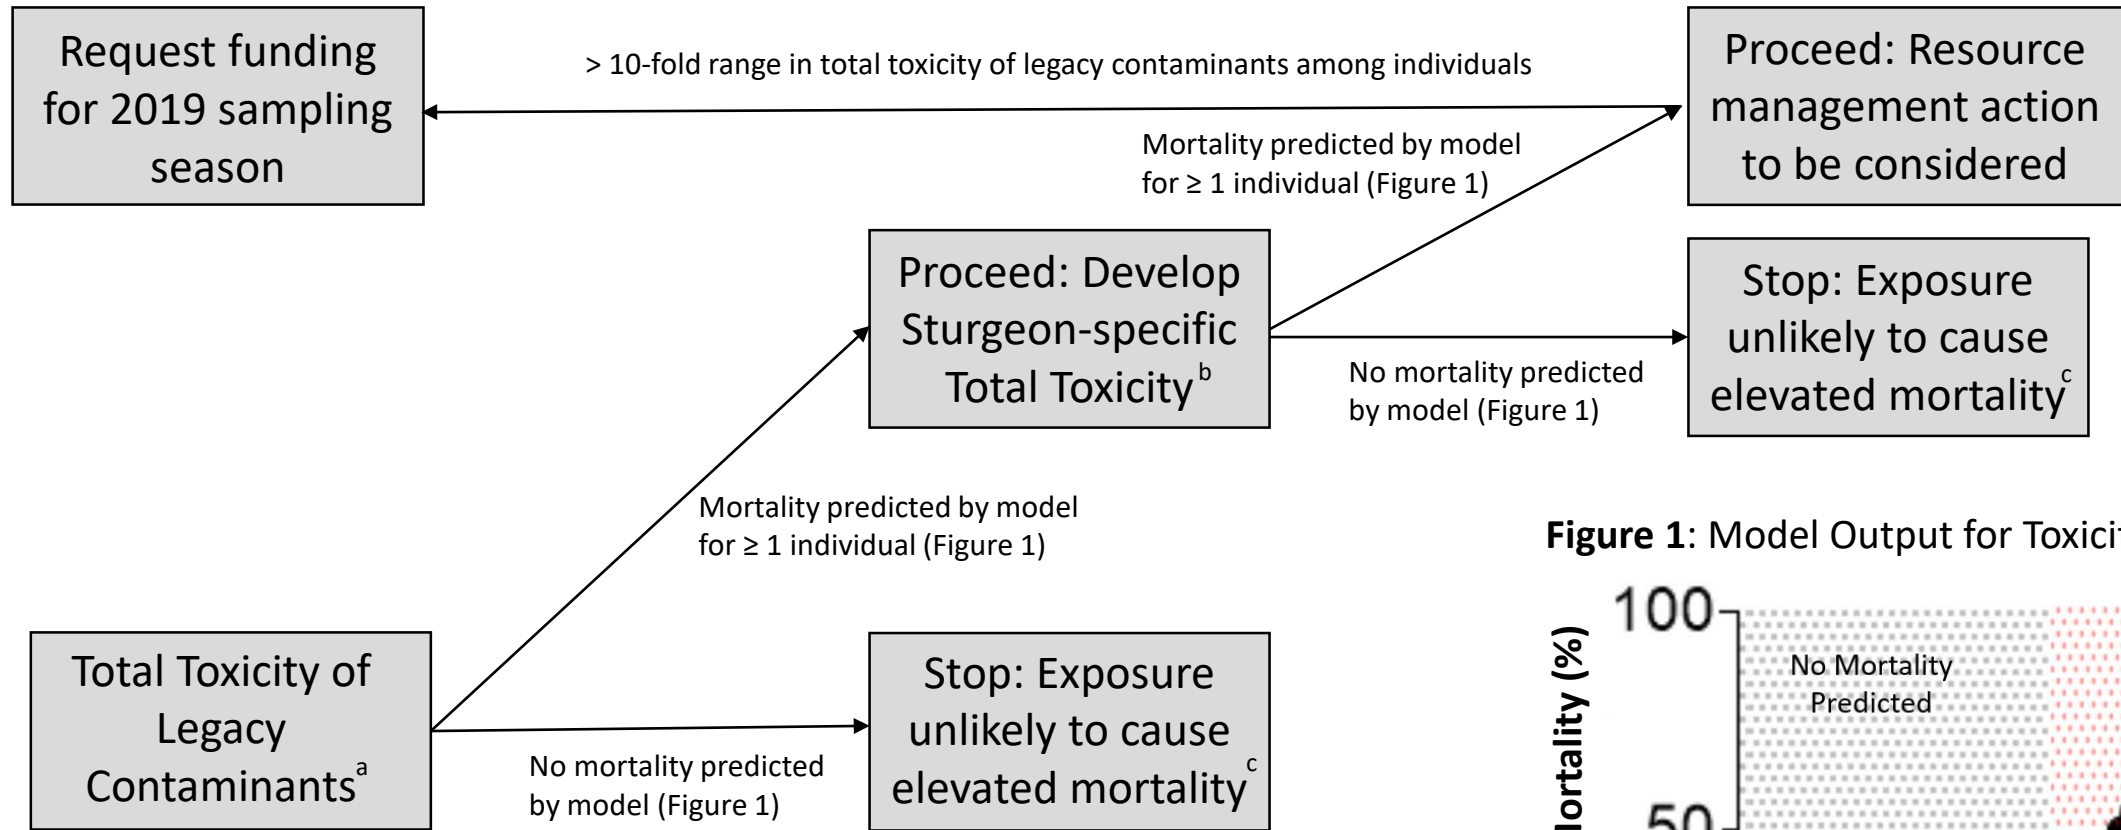 Request funding
for 2019 sampling
season
> 10-fold range in total toxicity of legacy contaminants among individuals
Proceed: Resource
management action
to be considered
Mortality predicted by model
for ≥ 1 individual (Figure 1)
Proceed: Develop
Sturgeon-specific
Total Toxicity b
Stop: Exposure
unlikely to cause
elevated mortality c
No mortality predicted
by model (Figure 1)
Mortality predicted by model
for ≥ 1 individual (Figure 1)
Total Toxicity of
Legacy
Contaminants a
Stop: Exposure
unlikely to cause
elevated mortality c
No mortality predicted
by model (Figure 1)
Figure 1: Model Output for
100
No Mortality
Predicted
(%)
50